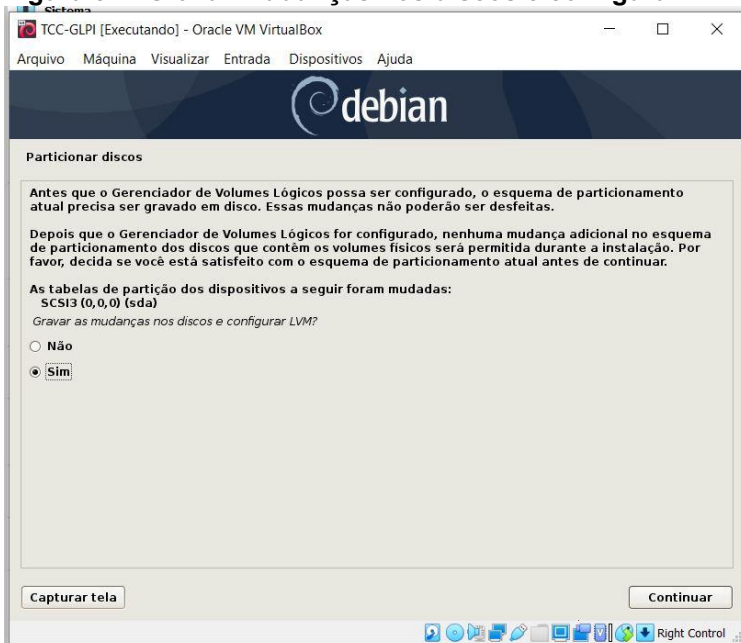 Sistema
TCC-GLPI [Executando] - Oracle VM VirtualBox
Arquivo Máquina Visualizar Entrada Dispositivos Ajuda
debian
Particionar discos
Antes que o Gerenciador de Volumes Lógicos possa ser configurado, o esquema de particionamento
atual precisa ser gravado em disco. Essas mudanças não poderão ser desfeitas.
Depois que o Gerenciador de Volumes Lógicos for configurado, nenhuma mudança adicional no esquema
de particionamento dos discos que contêm os volumes físicos será permitida durante a instalação. Por
favor, decida se você está satisfeito com o esquema de particionamento atual antes de continuar.
As tabelas de partição dos dispositivos a seguir foram mudadas:
SCSI3 (0,0,0) (sda)
Gravar as mudanças nos discos e configurar LVM?
Não
Sim
Capturar tela
Continuar
Right Control